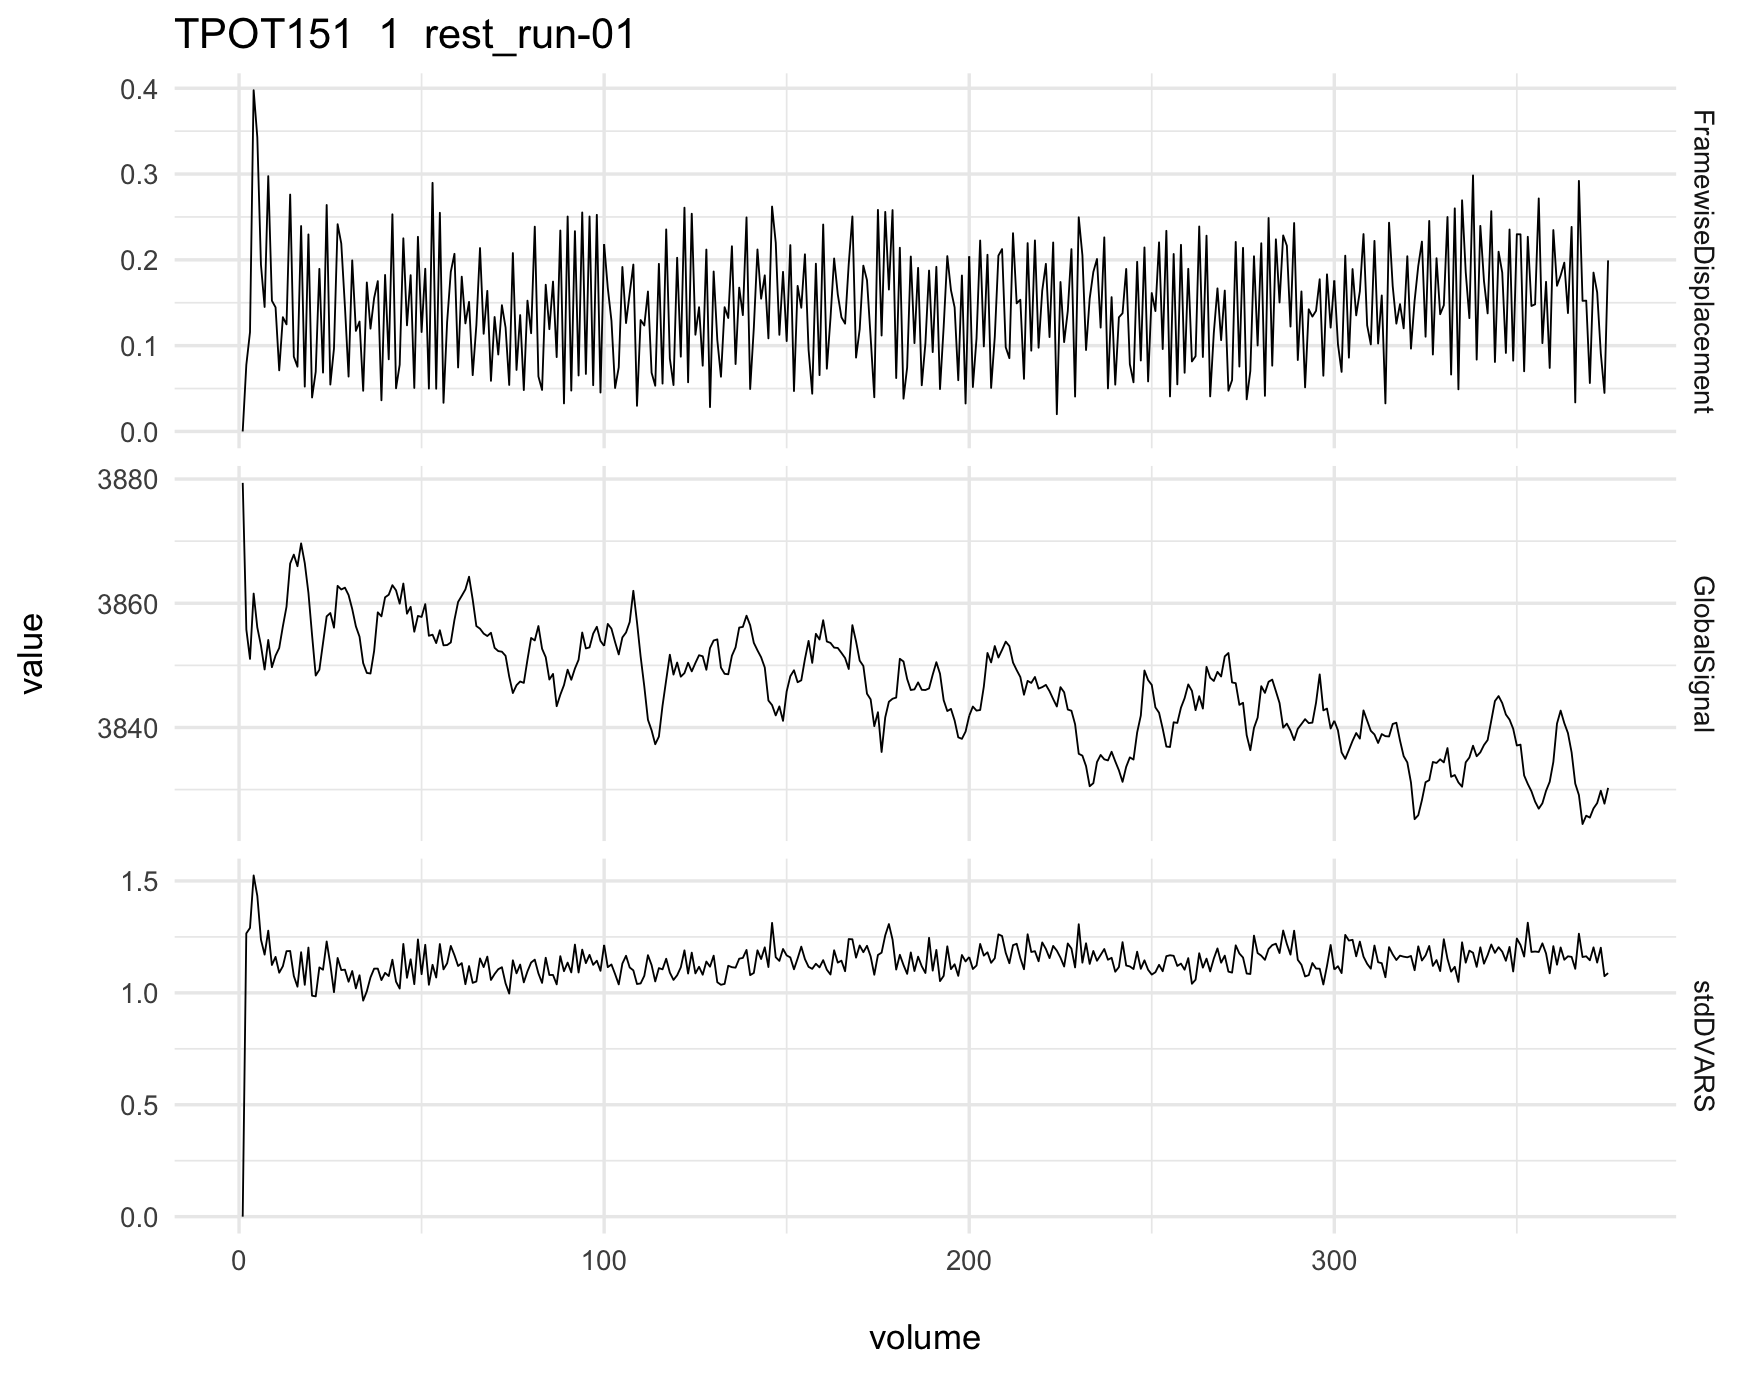 TPOT151 1 rest_run-01
0.4
0.3
0.2
0.1
0.0
FramewiseDisplacement
3880
3860
3840
GlobalSignal
value
1.5
1.0
0.5
0.0
stdDVARS
0 100 200 300
volume